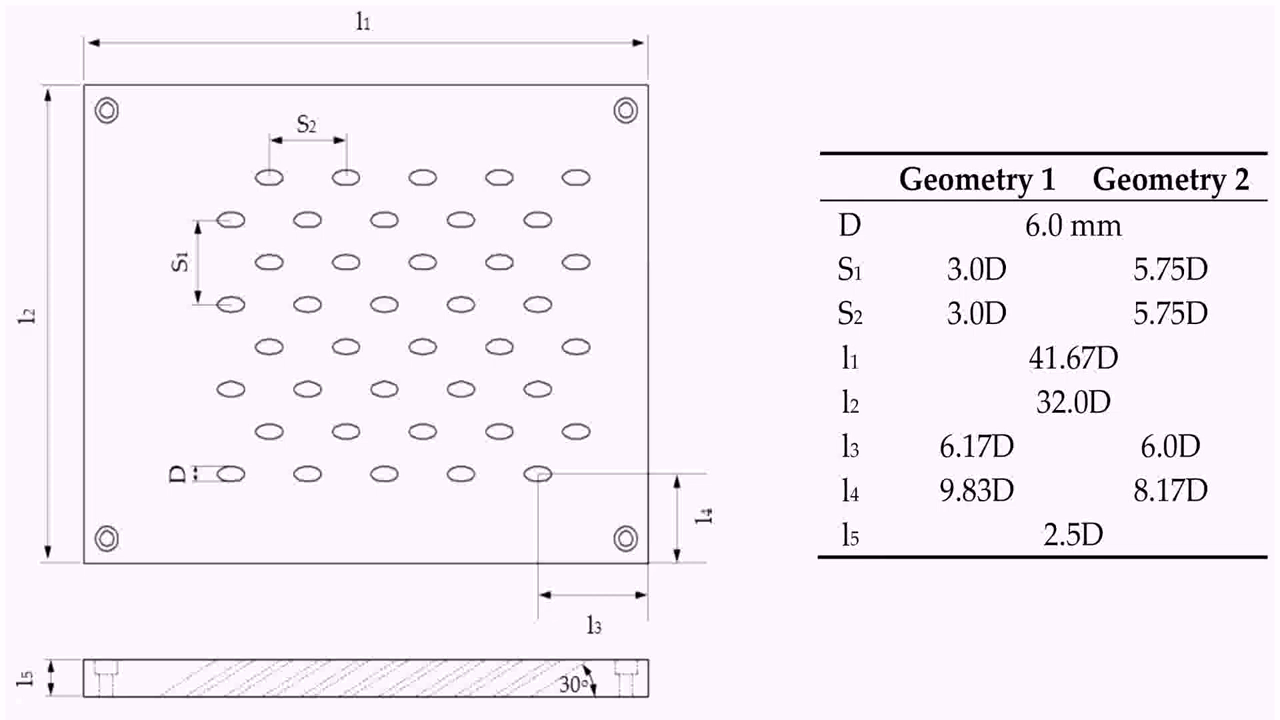 l1
S2
S1
l2
D
l4
l3
l5
30°
Geometry 1 Geometry 2
D 6.0 mm
S1 3.0D 5.75D
S2 3.0D 5.75D
l1 41.67D
l2 32.0D
l3 6.17D 6.0D
l4 9.83D 8.17D
l5 2.5D